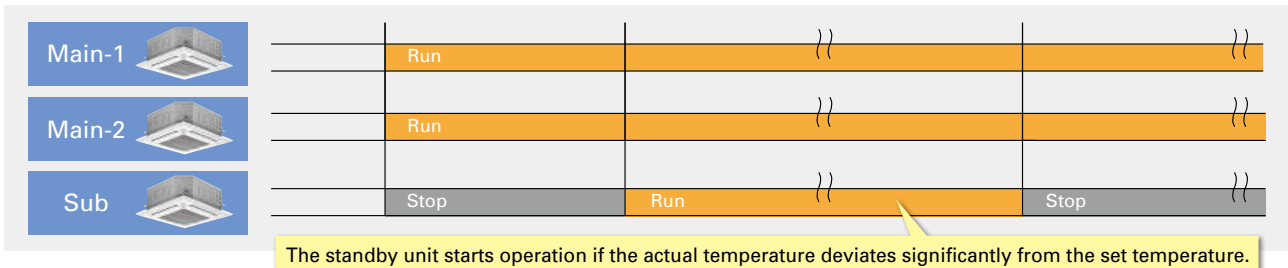 Main-1
Run
Main-2
Run
Sub
Stop
Run
Stop
The standby unit starts operation if the actual temperature deviates significantly from the set temperature.